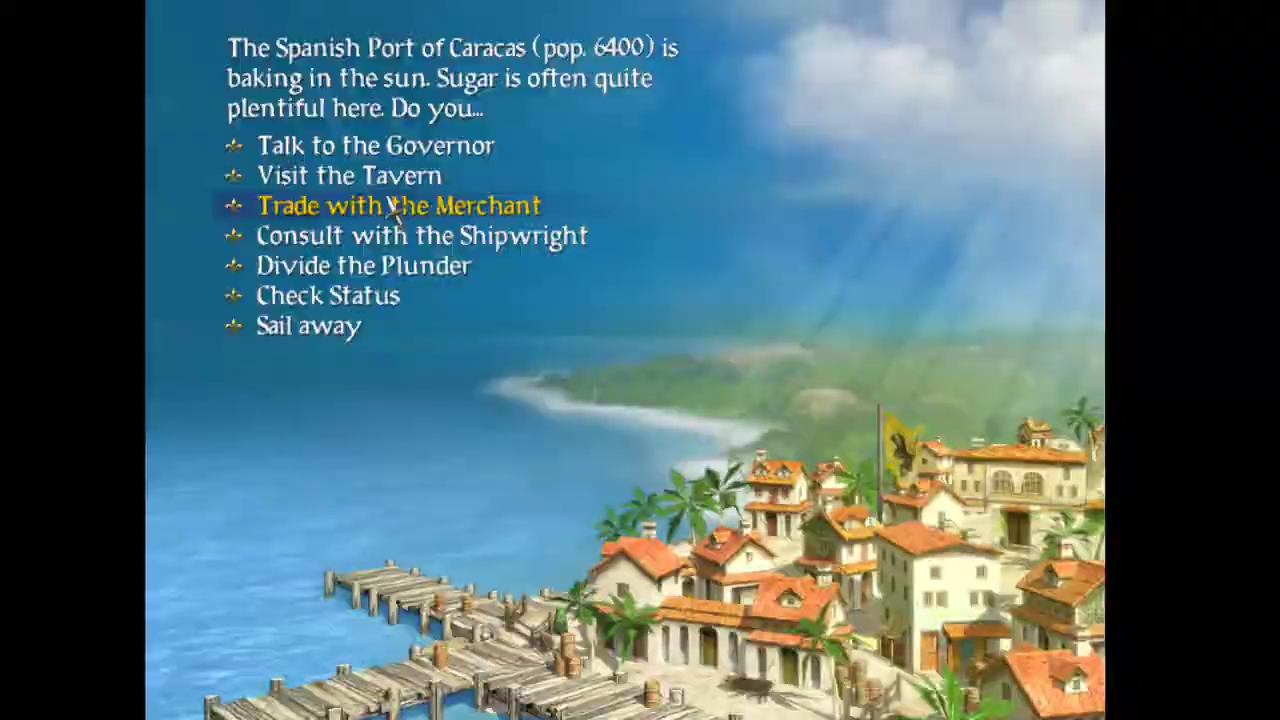 The Spanish Port of Caracas (pop. 6400) is
baking in the sun. Sugar is often quite
plentiful here. Do you...
Talk to the Governor
Visit the Tavern
Trade with the Merchant
Consult with the Shipwright
Divide the Plunder
Check Status
Sail away